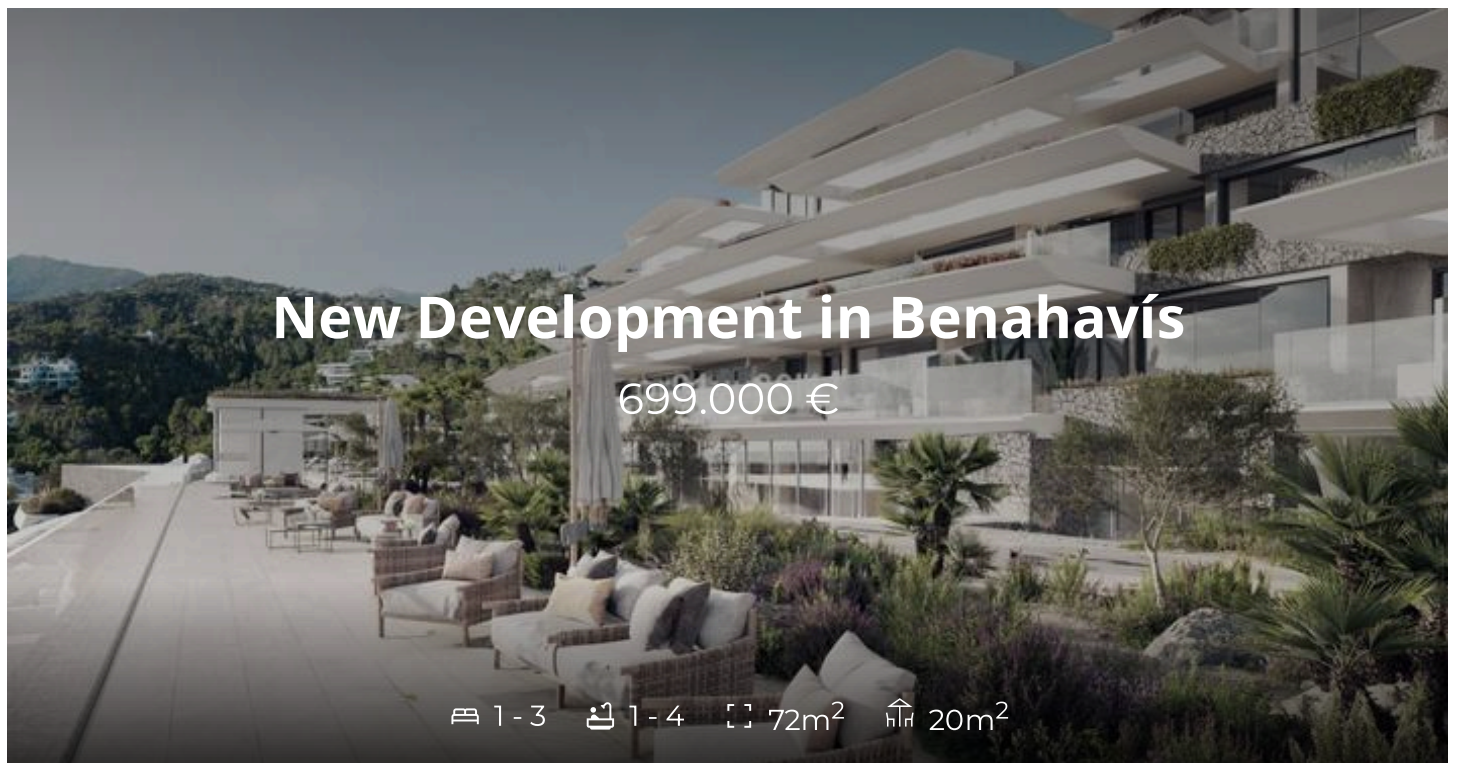 New Development in Benahavís
699.000 €
1 - 3 1 - 4 72m² 20m²